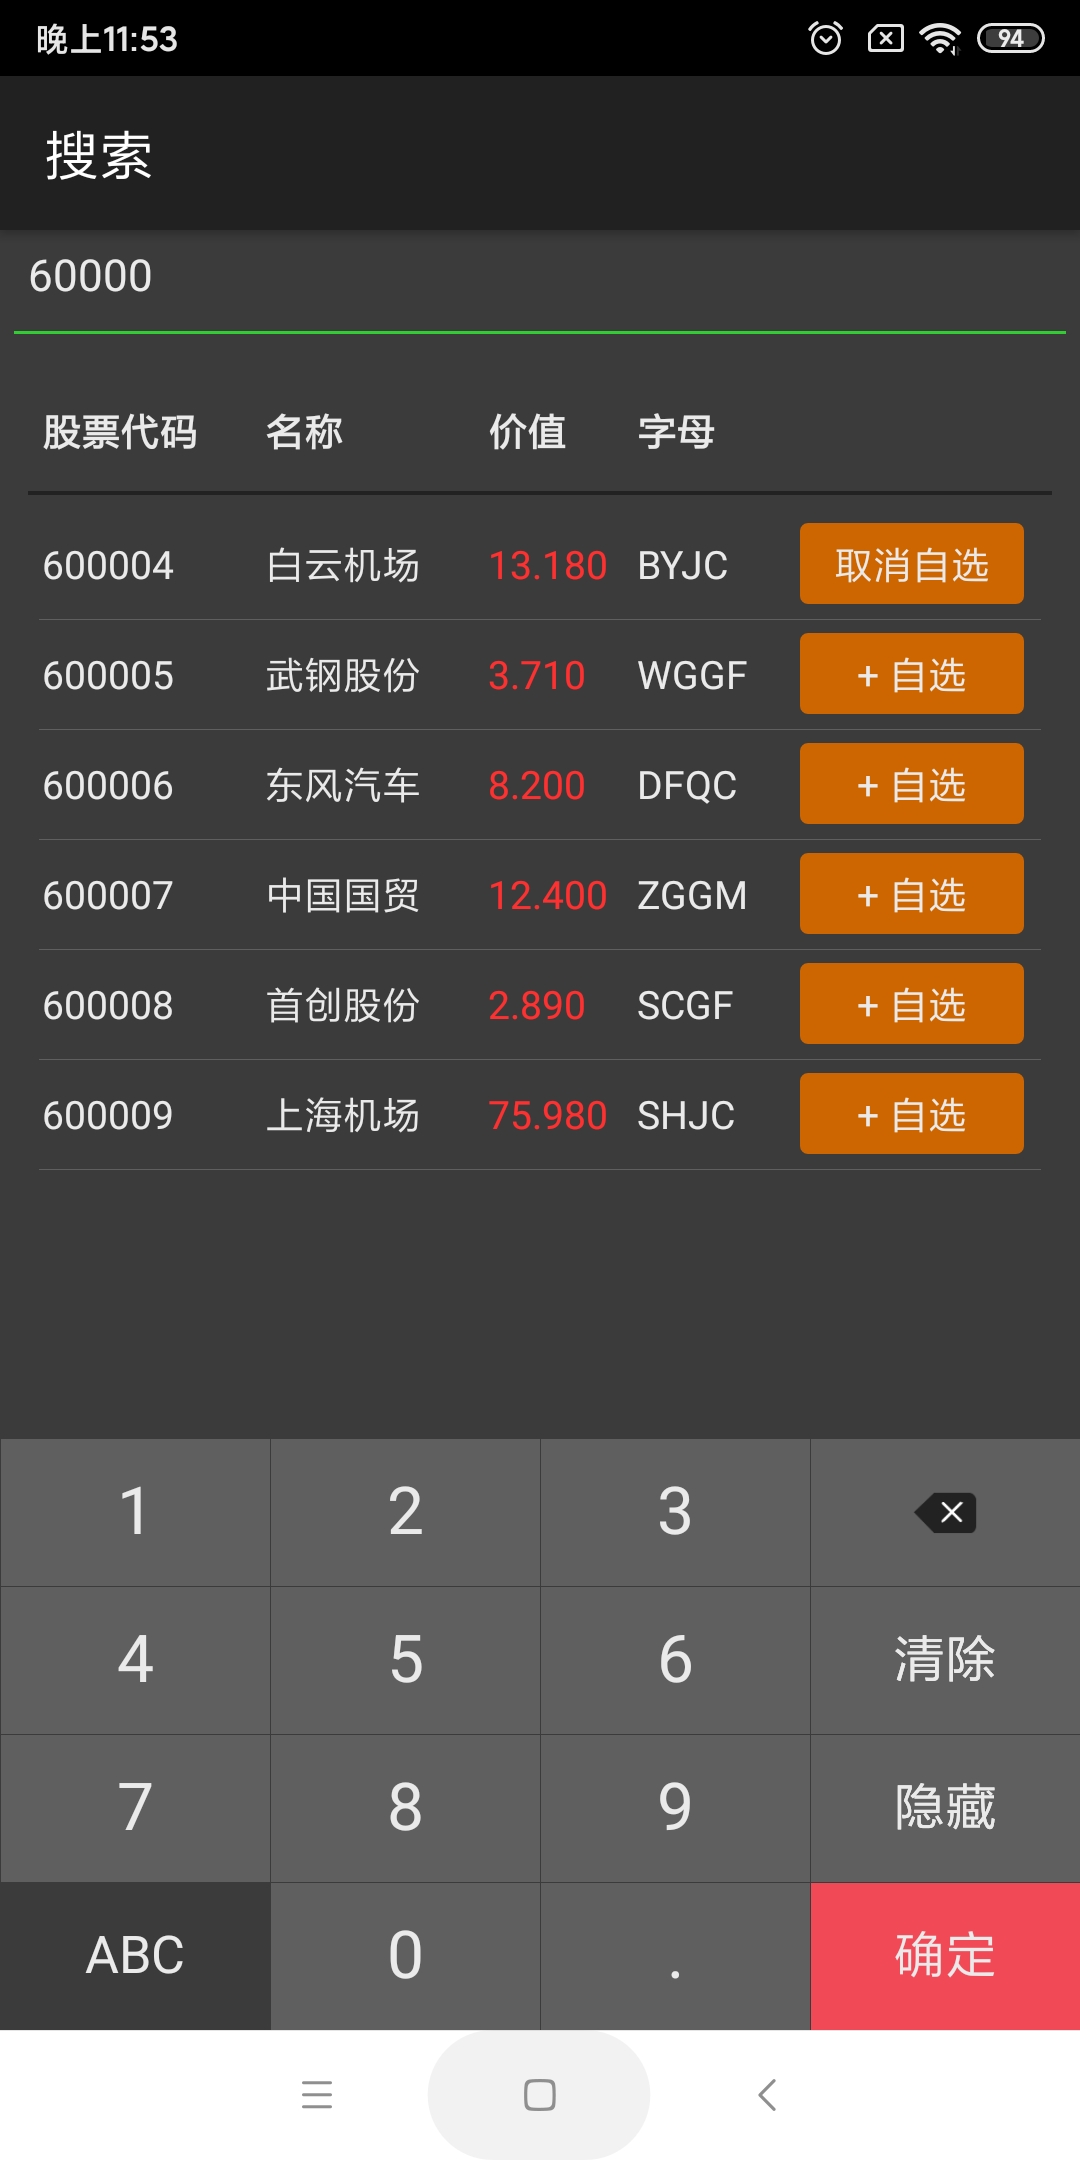 晚上11:53 94
搜索
60000
股票代码 名称 价值 字母
600004 白云机场 13.180 BYJC 取消自选
600005 武钢股份 3.710 WGGF + 自选
600006 东风汽车 8.200 DFQC + 自选
600007 中国国贸 12.400 ZGGM + 自选
600008 首创股份 2.890 SCGF + 自选
600009 上海机场 75.980 SHJC + 自选
1 2 3
4 5 6 清除
7 8 9 隐藏
ABC 0 . 确定